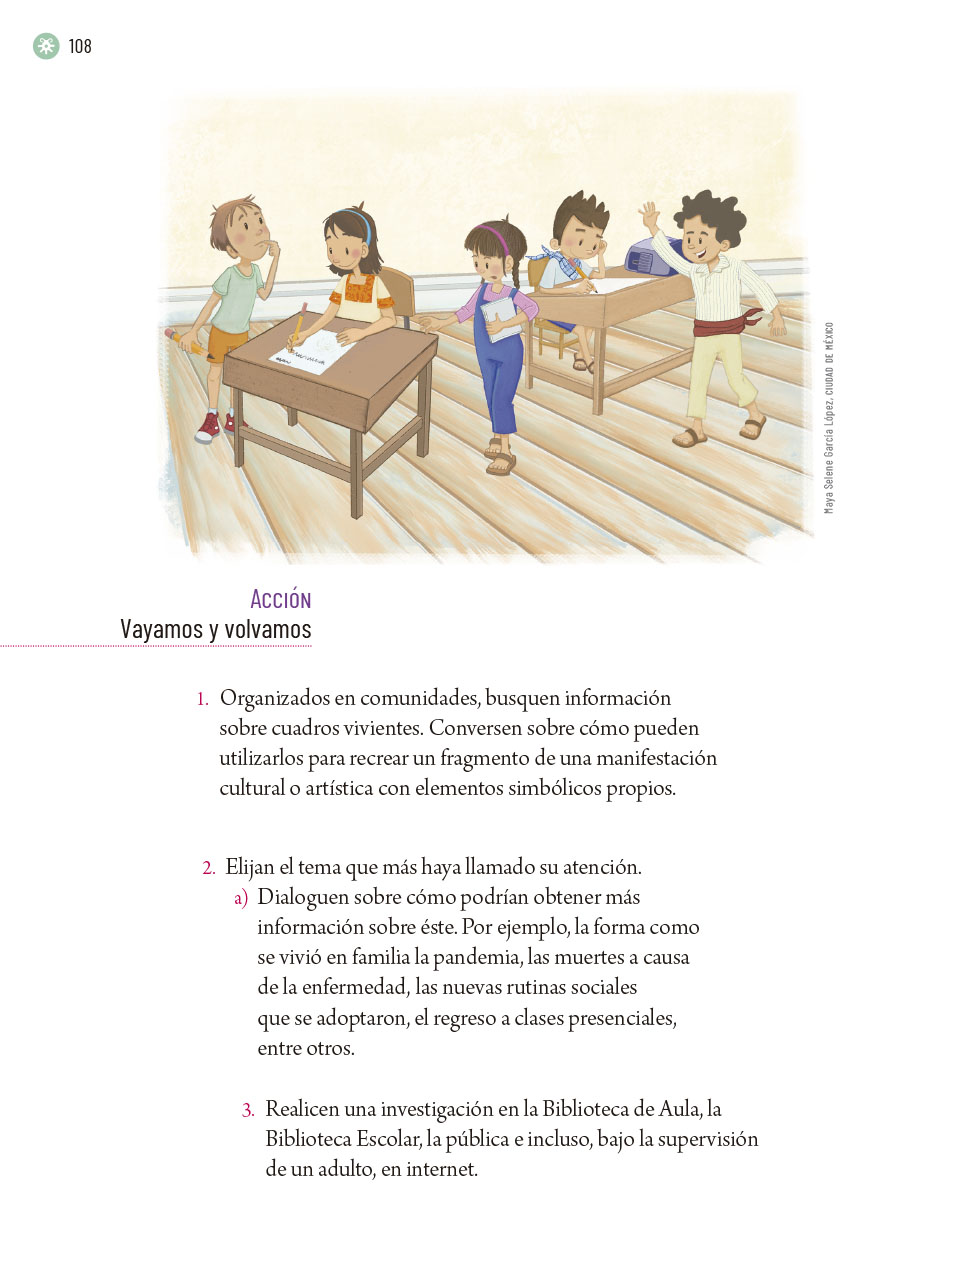 108
Maya Selene García López, CIUDAD DE MÉXICO
ACCIÓN
Vayamos y volvamos
1. Organizados en comunidades, busquen información
sobre cuadros vivientes. Conversen sobre cómo pueden
utilizarlos para recrear un fragmento de una manifestación
cultural o artística con elementos simbólicos propios.
2. Elijan el tema que más haya llamado su atención.
a) Dialoguen sobre cómo podrían obtener más
información sobre éste. Por ejemplo, la forma como
se vivió en familia la pandemia, las muertes a causa
de la enfermedad, las nuevas rutinas sociales
que se adoptaron, el regreso a clases presenciales,
entre otros.
3. Realicen una investigación en la Biblioteca de Aula, la
Biblioteca Escolar, la pública e incluso, bajo la supervisión
de un adulto, en internet.